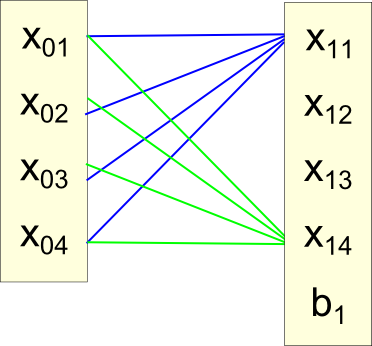 x₀₁ x₁₁
x₀₂ x₁₂
x₀₃ x₁₃
x₀₄ x₁₄
b₁